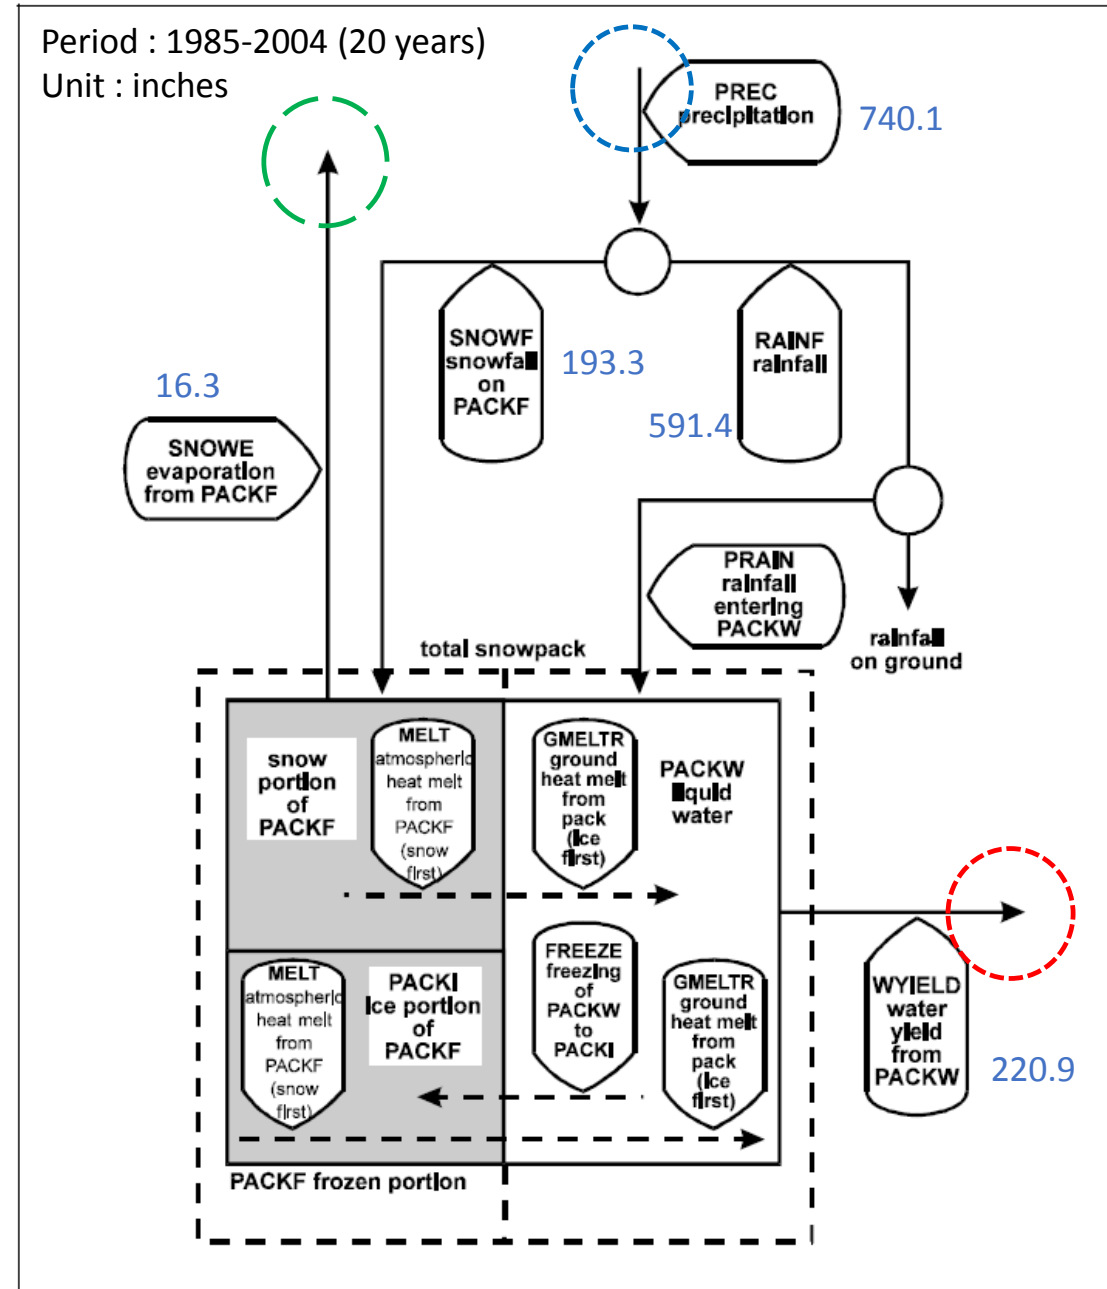 Period : 1985-2004 (20 years)
Unit : inches
PREC
precipitation
740.1
SNOWF
snowfall
on
PACKF
193.3
RAINF
rainfall
591.4
16.3
SNOWE
evaporation
from PACKF
PRAIN
rainfall
entering
PACKW
rainfall
on ground
total snowpack
snow
portion
of
PACKF
MELT
atmospheric
heat melt
from
PACKF
(snow
first)
GMELTR
ground
heat melt
from
pack
(ice
first)
PACKW
liquid
water
MELT
atmospheric
heat melt
from
PACKF
(snow
first)
PACKI
ice portion
of
PACKF
FREEZE
freezing
of
PACKW
to
PACKI
GMELTR
ground
heat melt
from
pack
(ice
first)
WYIELD
water
yield
from
PACKW
220.9
PACKF frozen portion